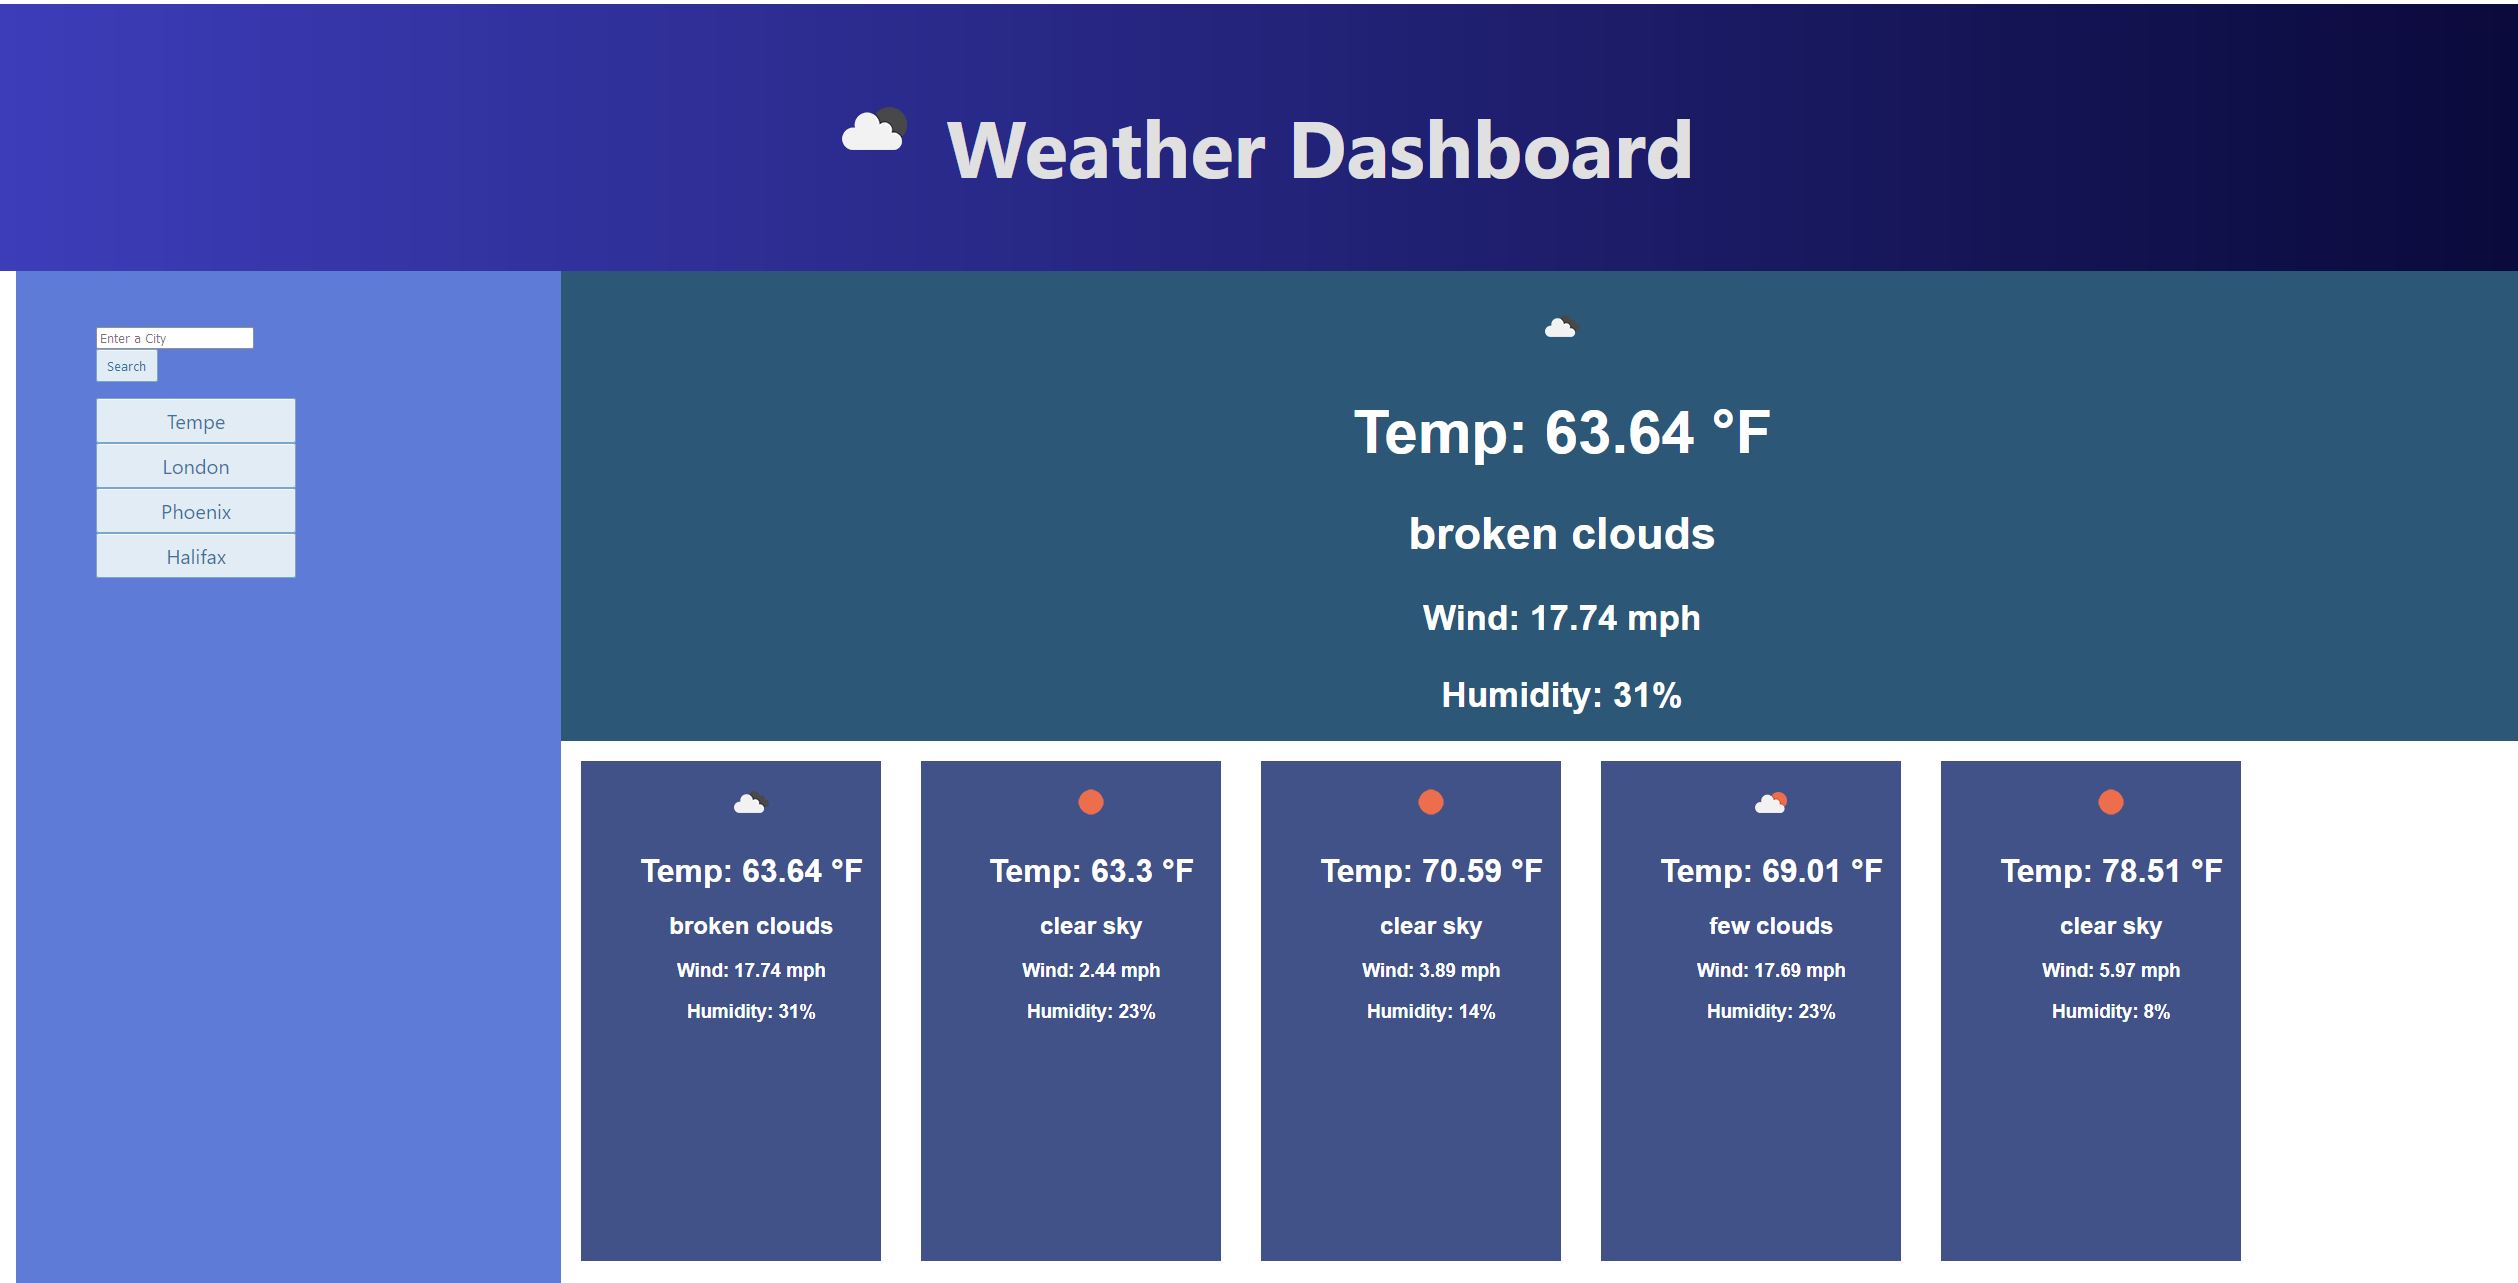 Weather Dashboard
Enter a City
Search
Tempe
London
Phoenix
Halifax
Temp: 63.64 °F
broken clouds
Wind: 17.74 mph
Humidity: 31%
Temp: 63.64 °F
broken clouds
Wind: 17.74 mph
Humidity: 31%
Temp: 63.3 °F
clear sky
Wind: 2.44 mph
Humidity: 23%
Temp: 70.59 °F
clear sky
Wind: 3.89 mph
Humidity: 14%
Temp: 69.01 °F
few clouds
Wind: 17.69 mph
Humidity: 23%
Temp: 78.51 °F
clear sky
Wind: 5.97 mph
Humidity: 8%